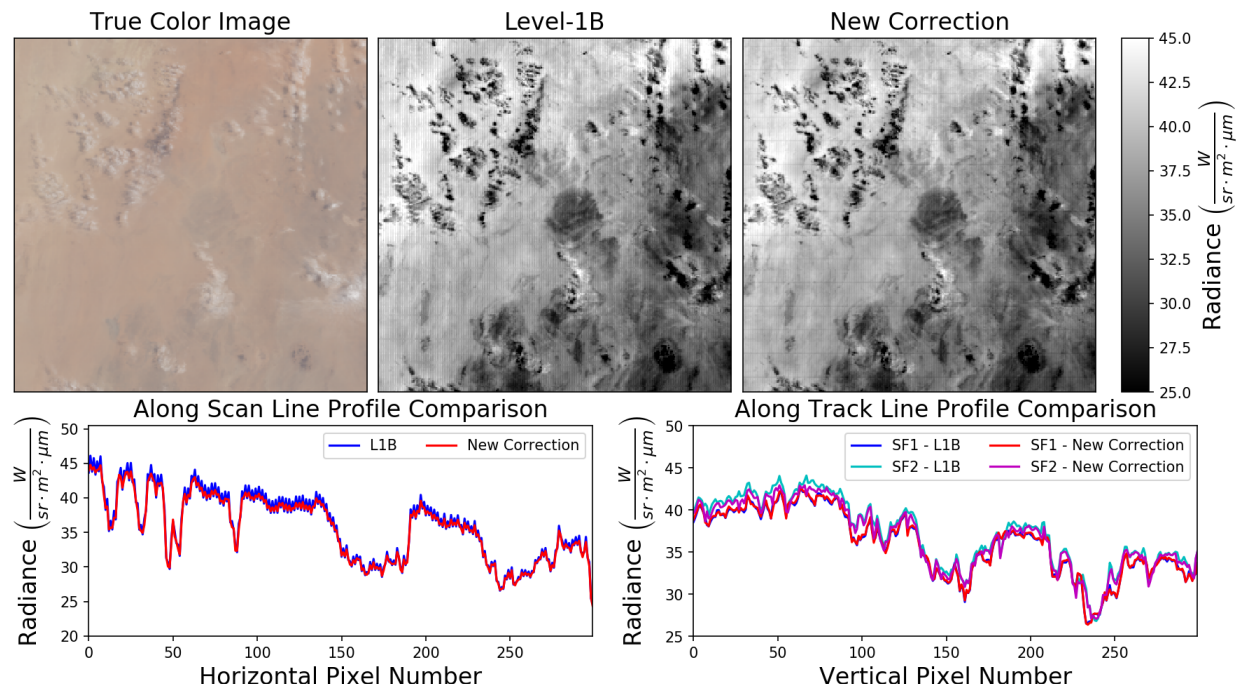 True Color Image
Level-1B
New Correction
45.0
42.5
40.0
37.5
35.0
32.5
30.0
27.5
25.0
Radiance (W / sr · m² · μm)
Along Scan Line Profile Comparison
50
45
40
35
30
25
20
Radiance (W / sr · m² · μm)
L1B
New Correction
0 50 100 150 200 250
Horizontal Pixel Number
Along Track Line Profile Comparison
50
45
40
35
30
25
Radiance (W / sr · m² · μm)
SF1 - L1B
SF2 - L1B
SF1 - New Correction
SF2 - New Correction
0 50 100 150 200 250
Vertical Pixel Number